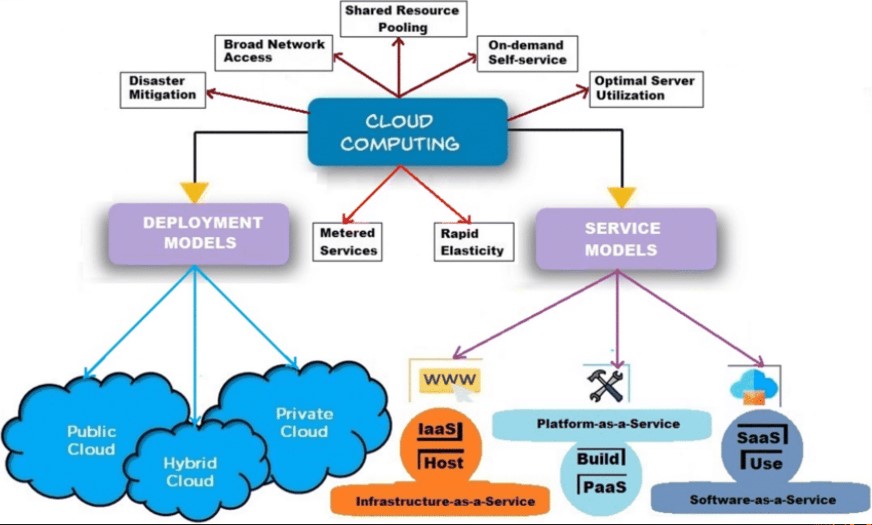 Shared Resource
Pooling
Broad Network
Access
On-demand
Self-service
Disaster
Mitigation
Optimal Server
Utilization
CLOUD
COMPUTING
DEPLOYMENT
MODELS
Metered
Services
Rapid
Elasticity
SERVICE
MODELS
Public
Cloud
Hybrid
Cloud
Private
Cloud
WWW
IaaS
Host
Infrastructure-as-a-Service
Platform-as-a-Service
Build
PaaS
SaaS
Use
Software-as-a-Service